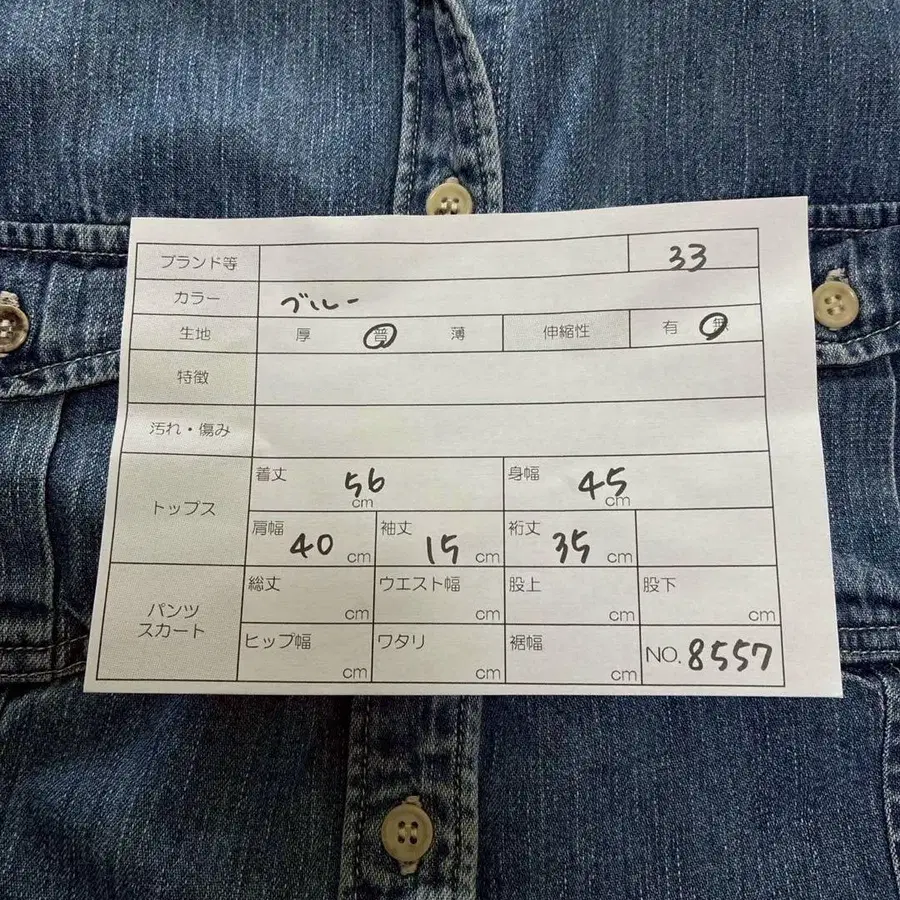 ブランド等 33
カラー ブルー
生地 厚 普 薄 伸縮性 有 無
特徴
汚れ・傷み
トップス 着丈 56 cm 身幅 45 cm
肩幅 40 cm 袖丈 15 cm 裄丈 35 cm
パンツ スカート 総丈 cm ウエスト幅 cm 股上 cm 股下 cm
ヒップ幅 cm ワタリ cm 裾幅 cm NO. 8557